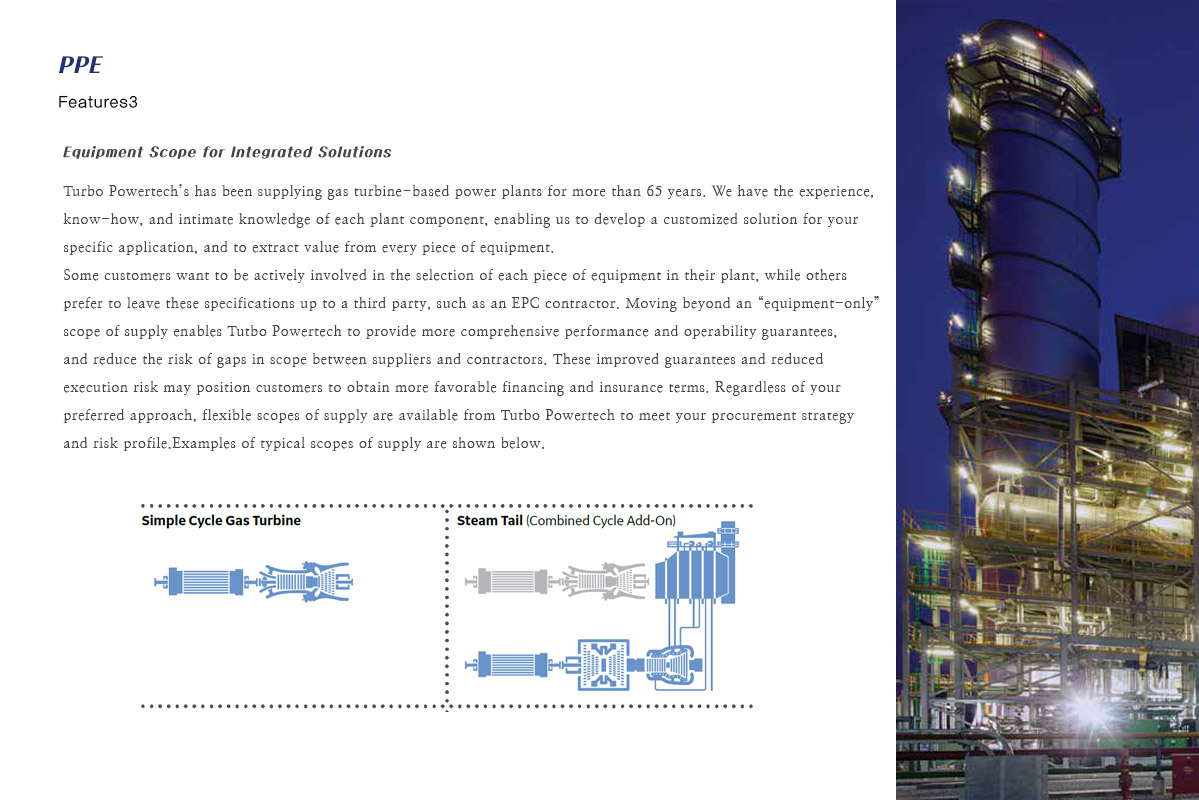 PPE
Features3
Equipment Scope for Integrated Solutions
Turbo Powertech's has been supplying gas turbine-based power plants for more than 65 years. We have the experience,
know-how, and intimate knowledge of each plant component, enabling us to develop a customized solution for your
specific application, and to extract value from every piece of equipment.
Some customers want to be actively involved in the selection of each piece of equipment in their plant, while others
prefer to leave these specifications up to a third party, such as an EPC contractor. Moving beyond an “equipment-only”
scope of supply enables Tutbo Powertech to provide more comprehensive performance and operability guarantees,
and reduce the risk of gaps in scope between suppliers and contractors. These improved guarantees and reduced
execution risk may position customers to obtain more favorable financing and insurance terms. Regardless of your
preferred approach, flexible scopes of supply are available from Tutbo Powertech to meet your procurement strategy
and risk profile.Examples of typical scopes of supply are shown below.
Simple Cycle Gas Turbine
Steam Tail (Combined Cycle Add-On)